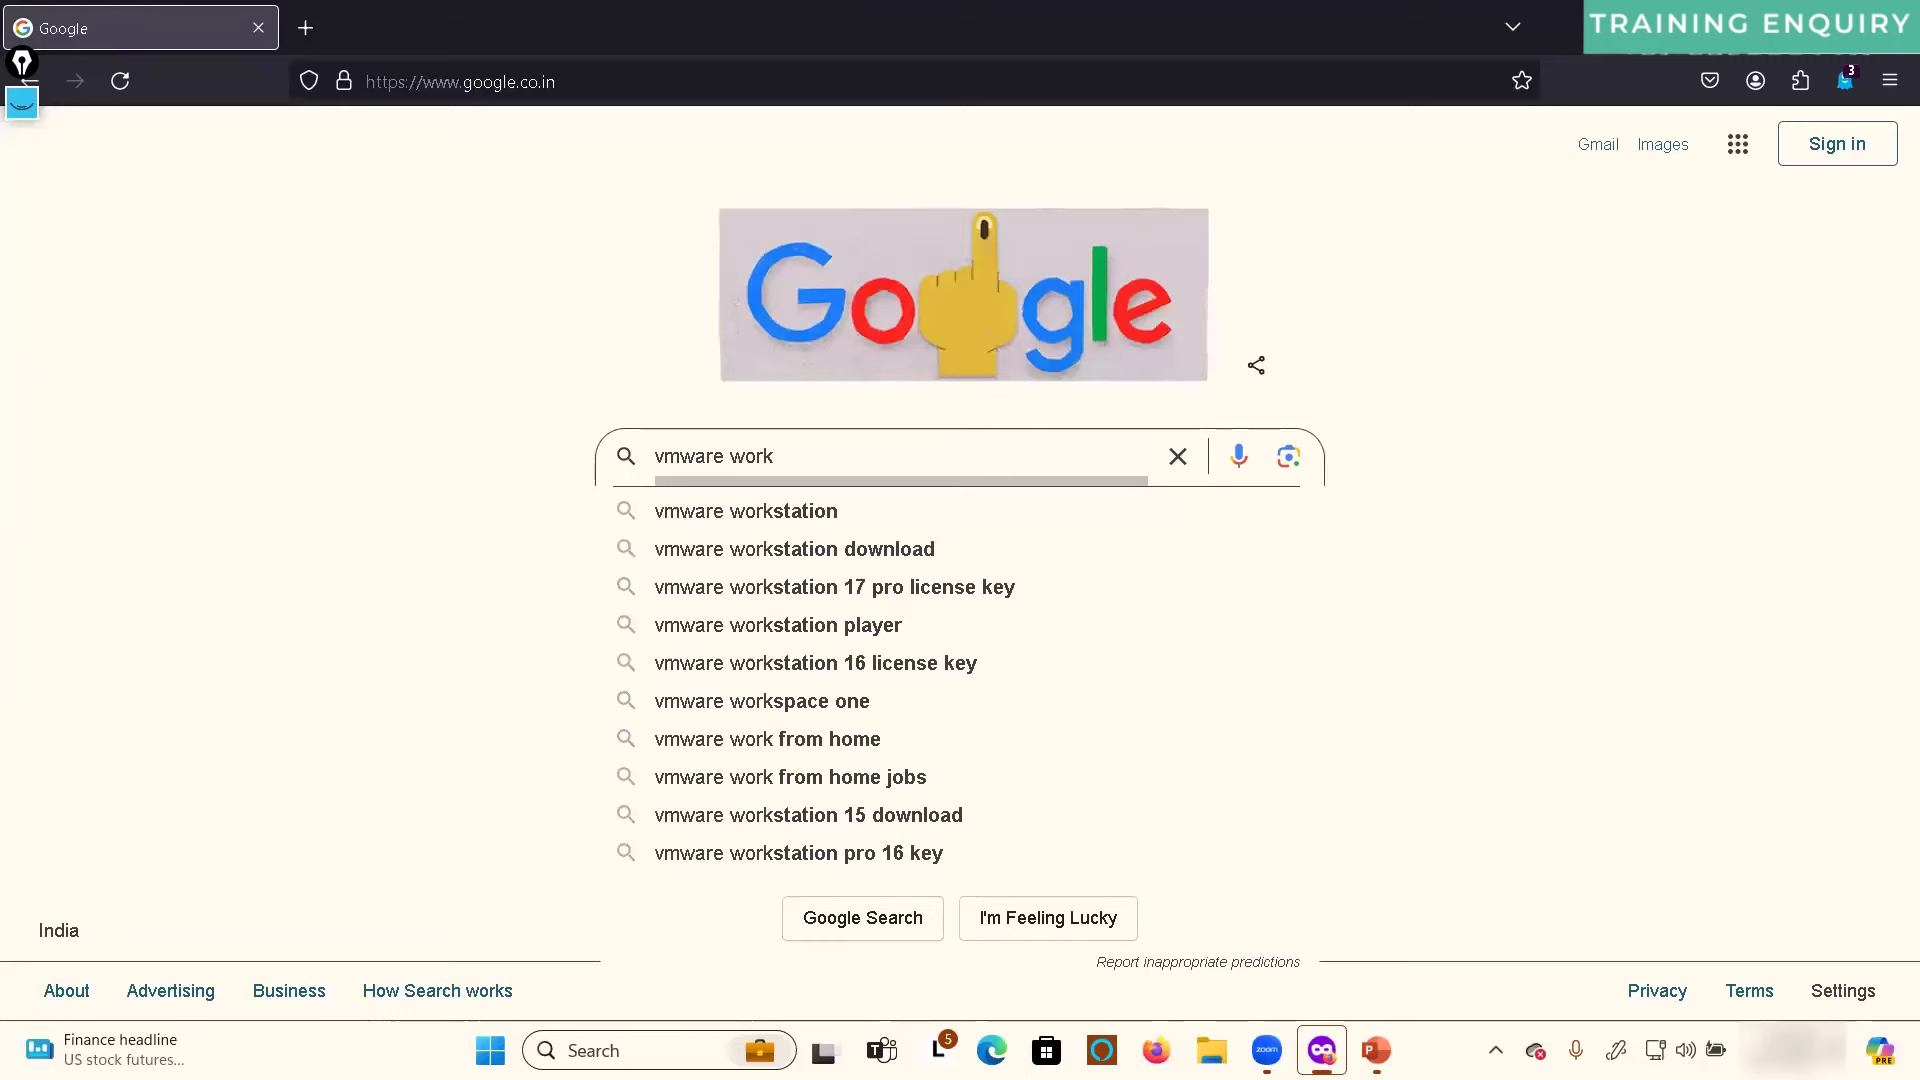 Google
TRAINING ENQUIRY
https://www.google.co.in
3
Gmail Images Sign in
Google
vmware work
vmware workstation
vmware workstation download
vmware workstation 17 pro license key
vmware workstation player
vmware workstation 16 license key
vmware workspace one
vmware work from home
vmware work from home jobs
vmware workstation 15 download
vmware workstation pro 16 key
Google Search I'm Feeling Lucky
India
Report inappropriate predictions
About Advertising Business How Search works Privacy Terms Settings
Finance headline
US stock futures...
Search
L 5
zoom
PRE